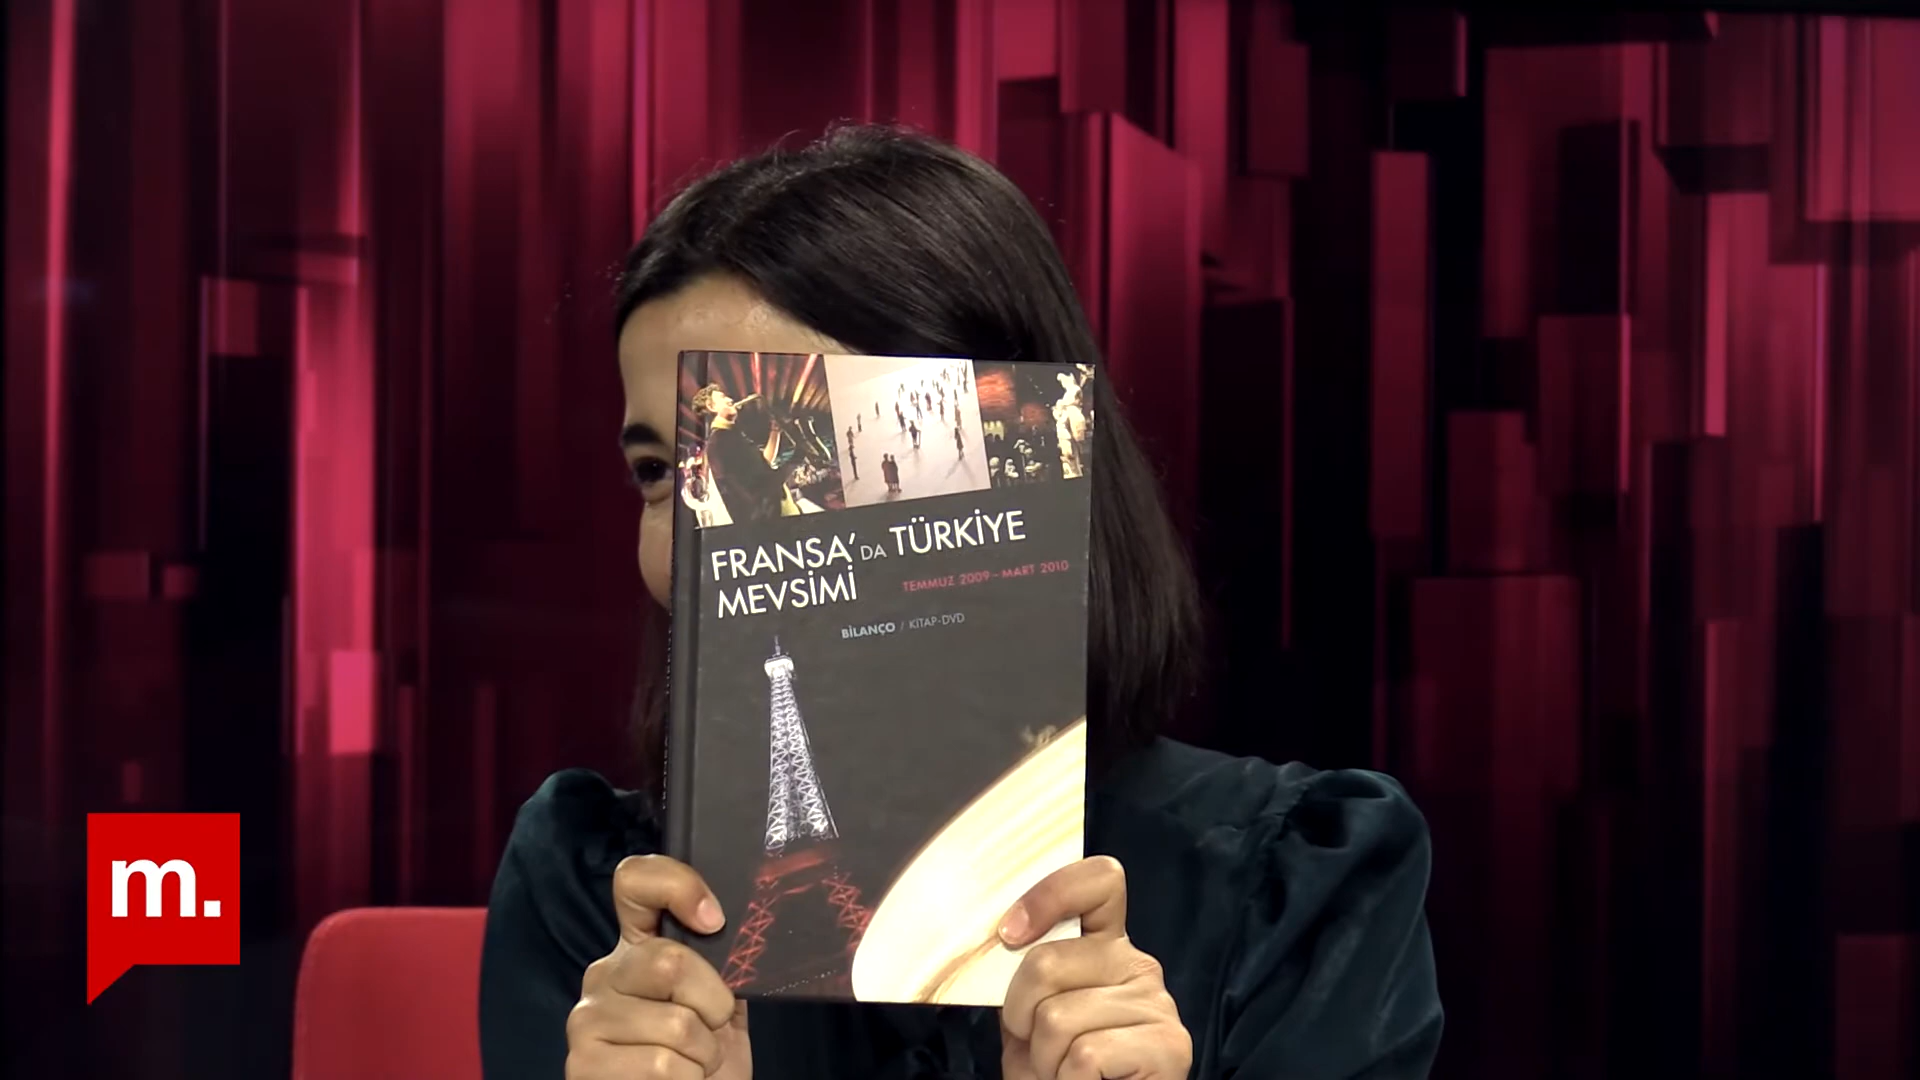 FRANSA'DA TÜRKİYE
MEVSİMİ
TEMMUZ 2009 - MART 2010
BİLANÇO / KİTAP-DVD
m.